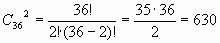 C₃₆² = 36! / 2!·(36 − 2)! = 35·36 / 2 = 630